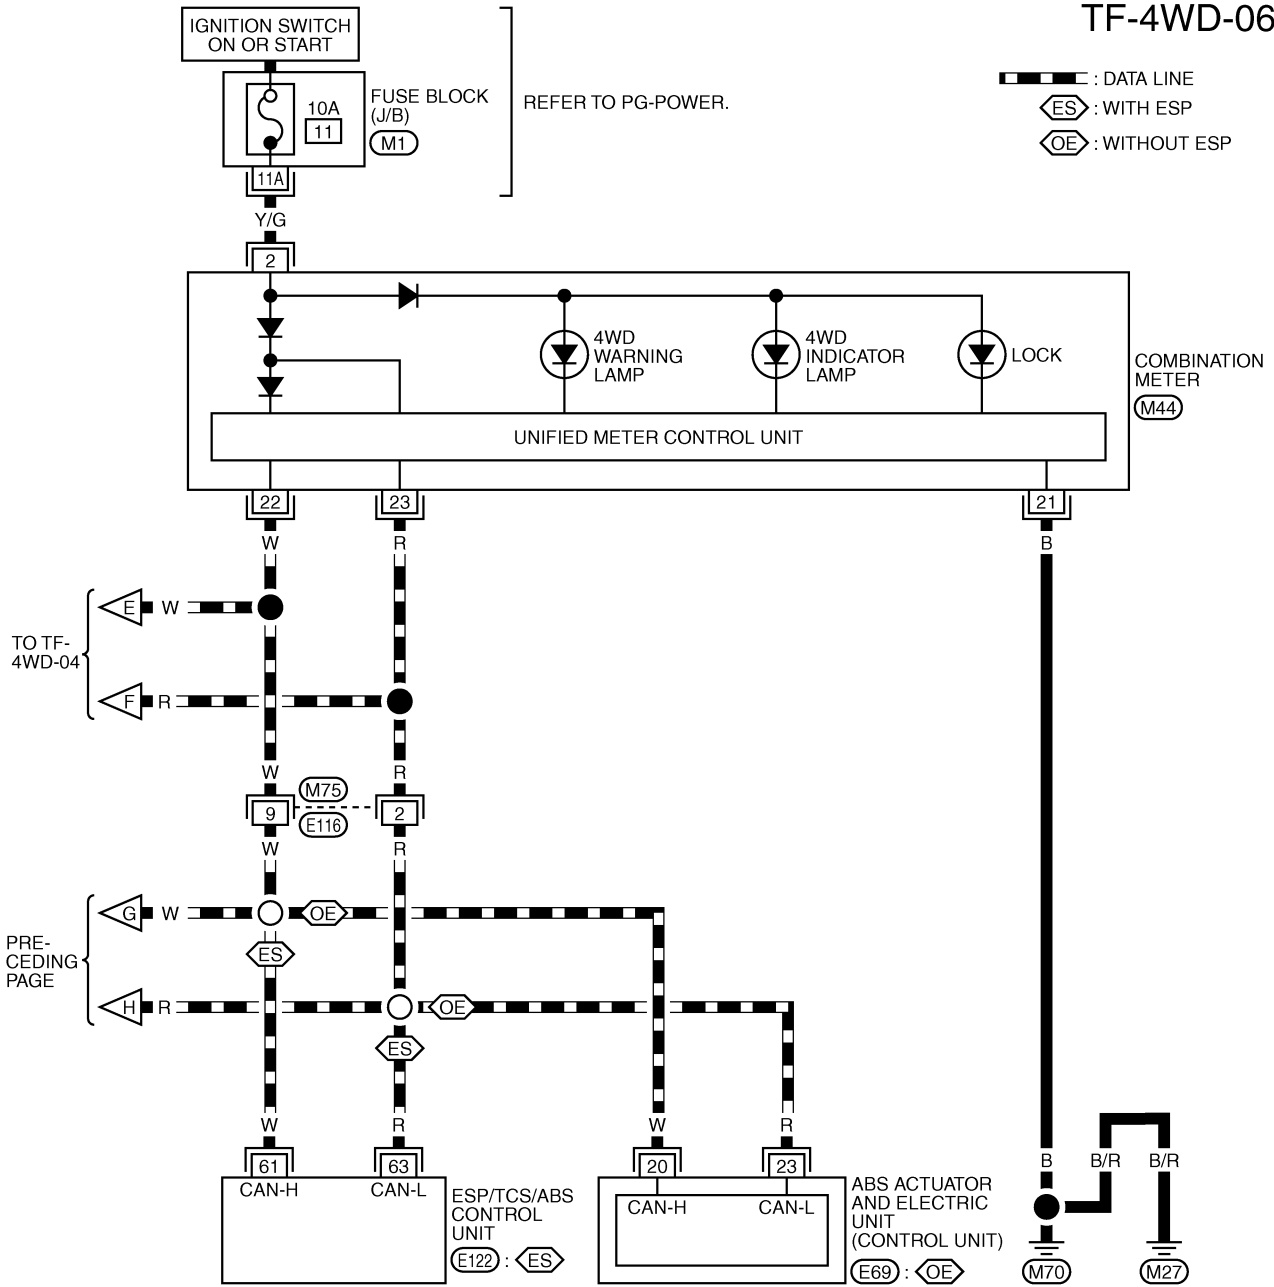 TF-4WD-06
IGNITION SWITCH
ON OR START
10A
11
FUSE BLOCK
(J/B)
M1
REFER TO PG-POWER.
: DATA LINE
ES : WITH ESP
OE : WITHOUT ESP
11A
Y/G
2
4WD
WARNING
LAMP
4WD
INDICATOR
LAMP
LOCK
COMBINATION
METER
M44
UNIFIED METER CONTROL UNIT
22 23 21
W R B
TO TF-
4WD-04
E W
F R
W R
M75
9 2
E116
W R
PRE-
CEDING
PAGE
G W OE
ES
H R OE
ES
W R W R B B/R B/R
61 63 20 23
CAN-H CAN-L
ESP/TCS/ABS
CONTROL
UNIT
E122 : ES
CAN-H CAN-L
ABS ACTUATOR
AND ELECTRIC
UNIT
(CONTROL UNIT)
E69 : OE
M70 M27